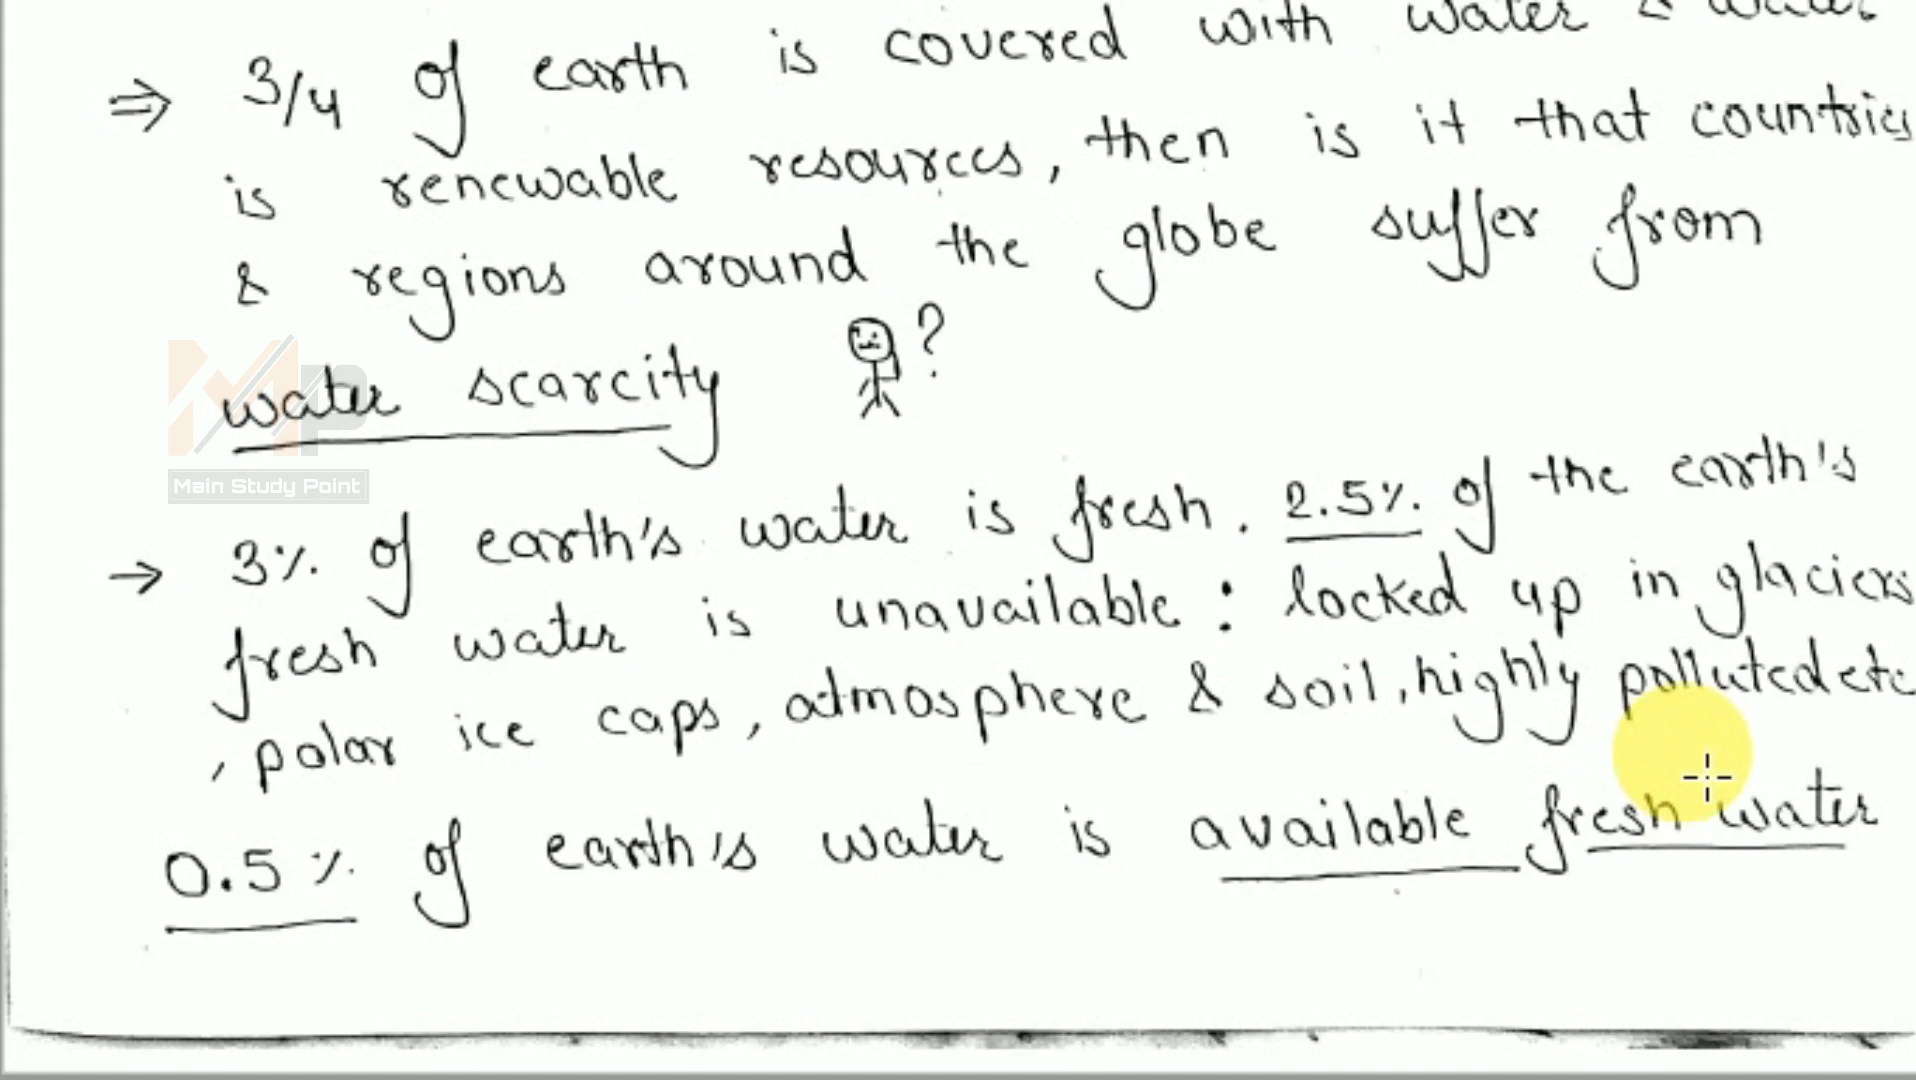 ⇒ 3/4 of earth is covered with water & water
is renewable resources, then is it that countries
& regions around the globe suffer from
water scarcity ?
MP
Main Study Point
→ 3% of earth's water is fresh. 2.5% of the earth's
fresh water is unavailable : locked up in glaciers
, polar ice caps, atmosphere & soil, highly polluted etc
0.5% of earth's water is available fresh water